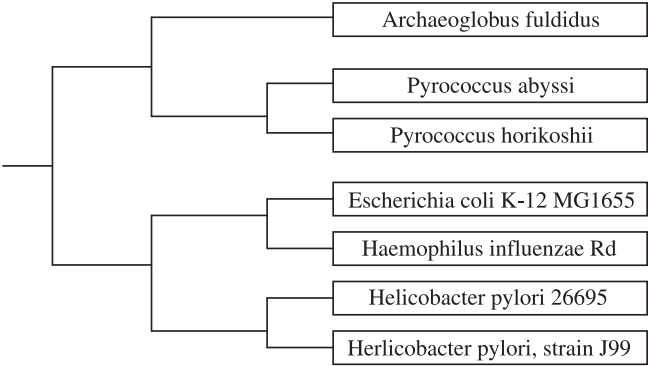 Archaeoglobus fuldidus
Pyrococcus abyssi
Pyrococcus horikoshii
Escherichia coli K-12 MG1655
Haemophilus influenzae Rd
Helicobacter pylori 26695
Herlicobacter pylori, strain J99